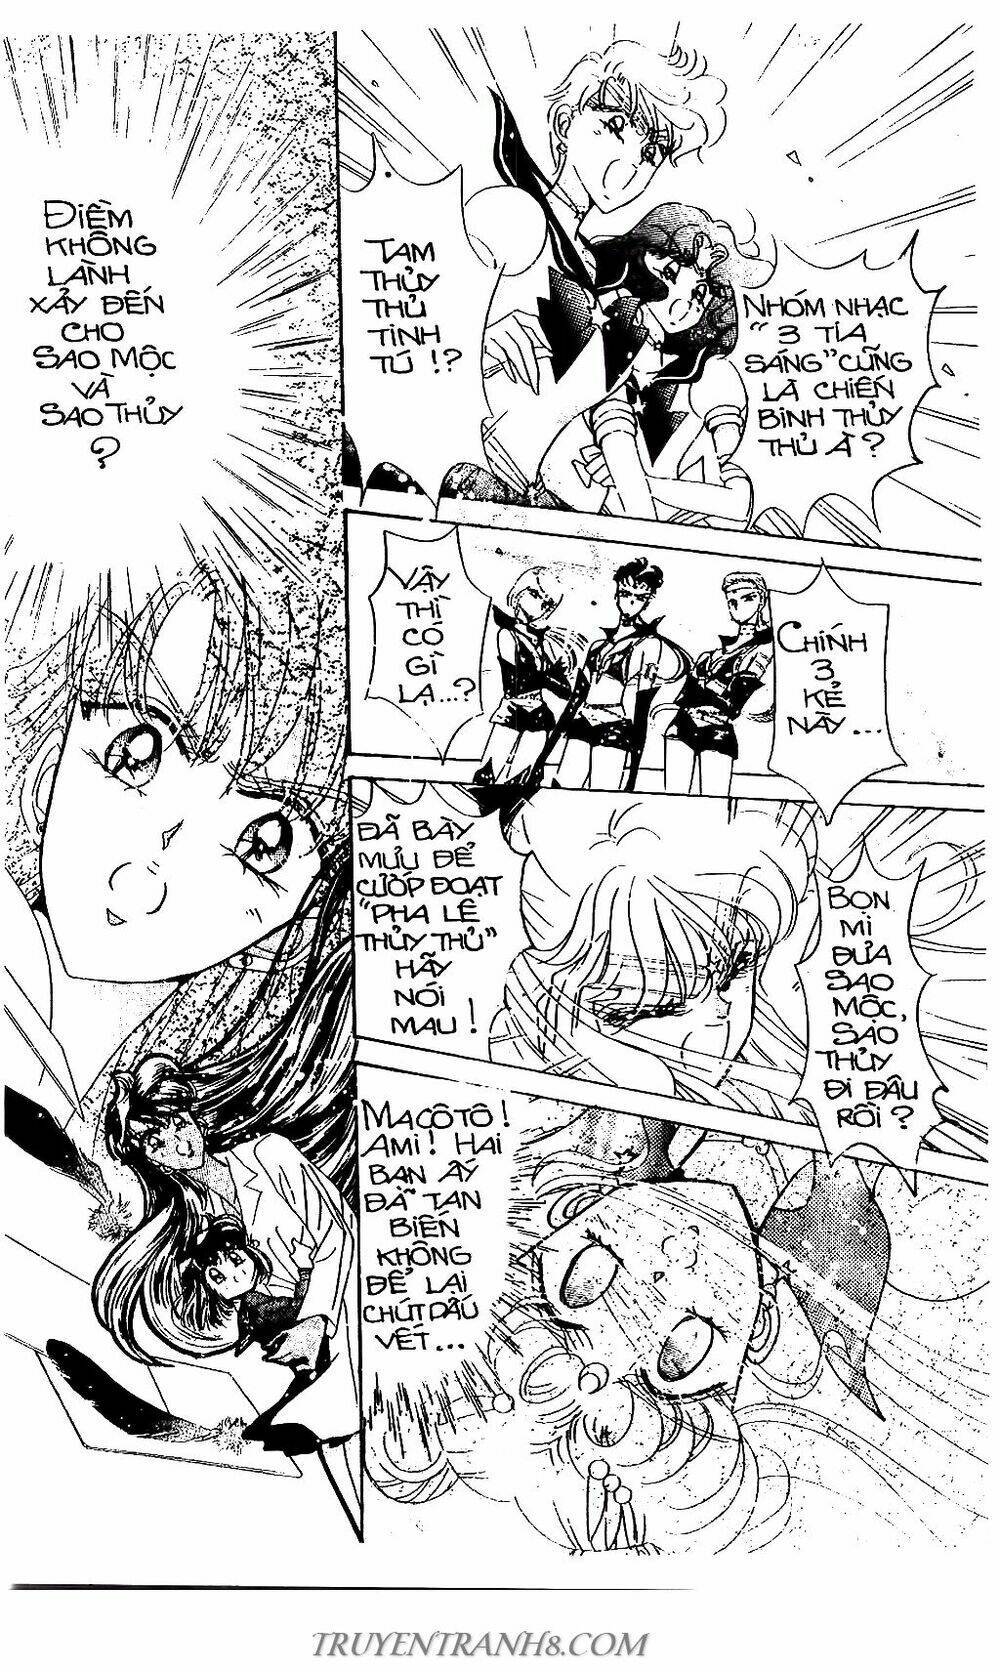 NHÓM NHẠC
"3 TIA
SÁNG" CŨNG
LÀ CHIẾN
BINH THỦY
THỦ À?
TAM
THỦY
THỦ
TINH
TÚ!?
CHÍNH
3
KẺ
NÀY...
VẬY
THÌ
CÓ
GÌ
LẠ...?
BỌN
MI
ĐƯA
SAO
MỘC,
SAO
THỦY
ĐI ĐÂU
RỒI?
ĐÃ BÀY
MƯU ĐỂ
CƯỚP ĐOẠT
"PHA LÊ
THỦY THỦ"
HÃY
NÓI
MAU!
MACÔTÔ!
AMI! HAI
BẠN ẤY
ĐÃ TAN
BIẾN
KHÔNG
ĐỂ LẠI
CHÚT DẤU
VẾT...
ĐIỀM
KHÔNG
LÀNH
XẢY ĐẾN
CHO
SAO MỘC
VÀ
SAO THỦY
?
TRUYENTRANH8.COM